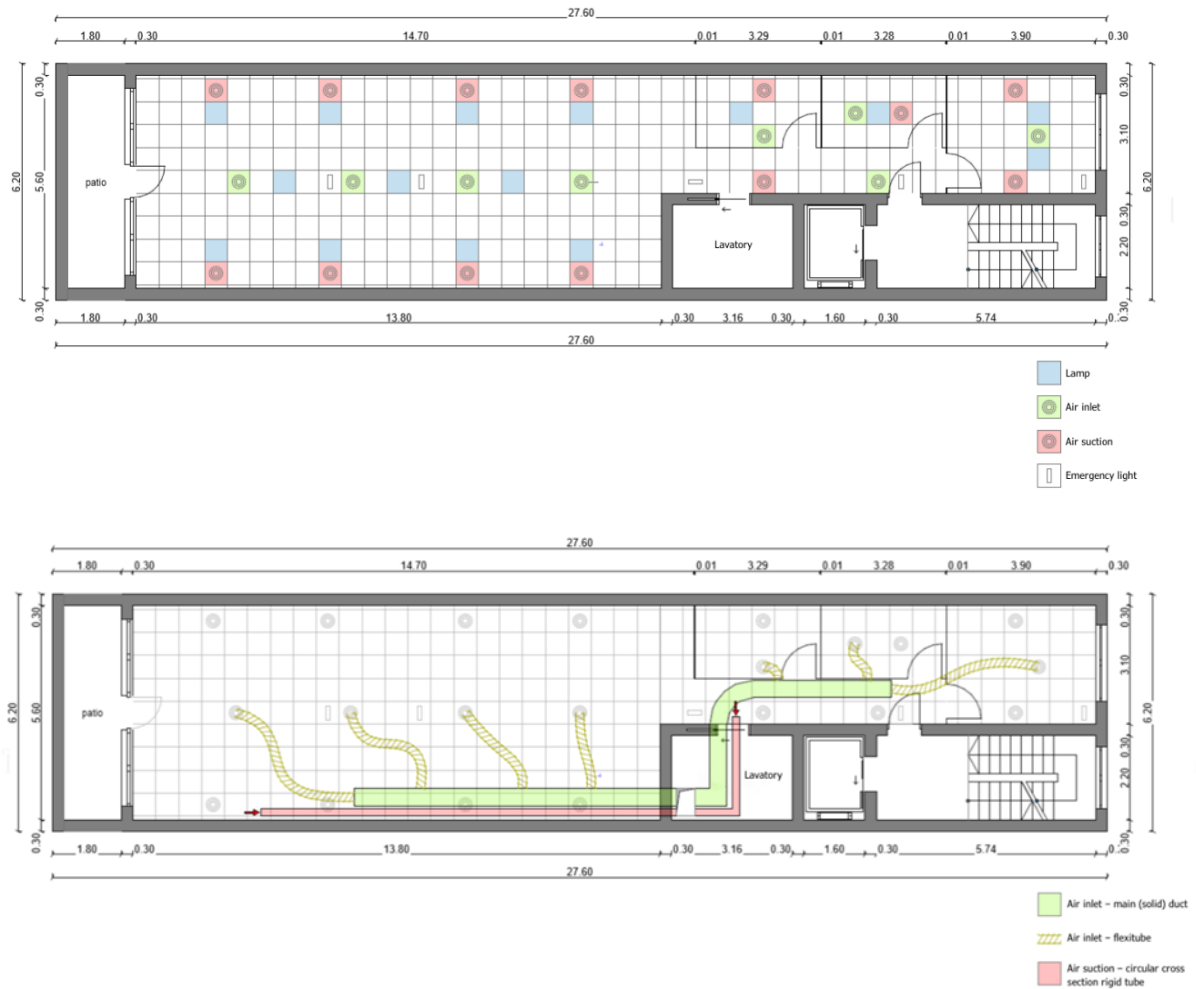 27.60
1.80 0.30 14.70 0.01 3.29 0.01 3.28 0.01 3.90 0.30
0.30 0.30
3.10
6.20 5.60 patio 6.20
0.30
Lavatory 2.20
0.30 0.30
1.80 0.30 13.80 0.30 3.16 0.30 1.60 0.30 5.74
27.60
Lamp
Air inlet
Air suction
Emergency light
27.60
1.80 0.30 14.70 0.01 3.29 0.01 3.28 0.01 3.90 0.30
0.30 0.30
3.10
6.20 5.60 patio 6.20
0.30
Lavatory 2.20
0.30 0.30
1.80 0.30 13.80 0.30 3.16 0.30 1.60 0.30 5.74
27.60
Air inlet – main (solid) duct
Air inlet – flexitube
Air suction – circular cross
section rigid tube